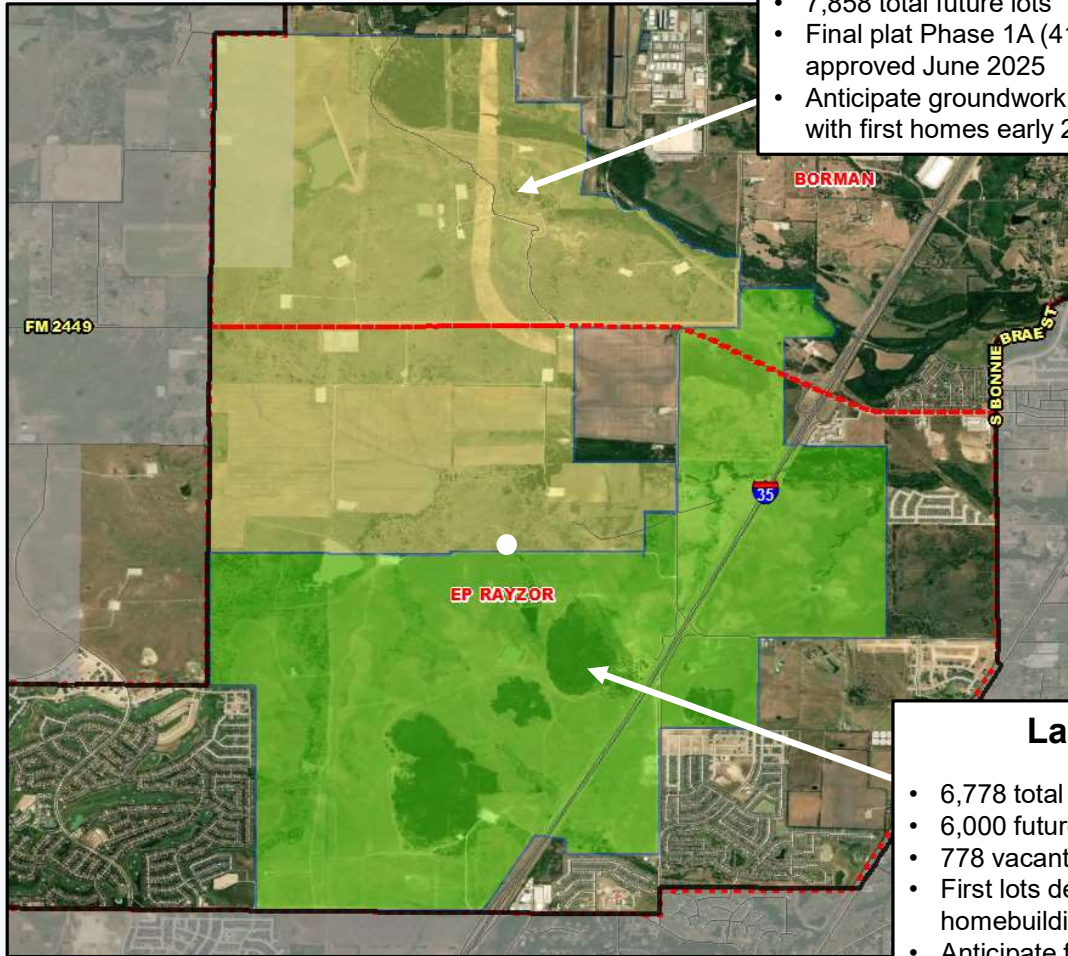 • 7,858 total future lots
• Final plat Phase 1A (41
approved June 2025
• Anticipate groundwork
with first homes early 2
BORMAN
FM 2449
S BONNIE BRAE ST
35
EP RAYZOR
La
• 6,778 total
• 6,000 future
• 778 vacant
• First lots de
homebuildi
• Anticipate f